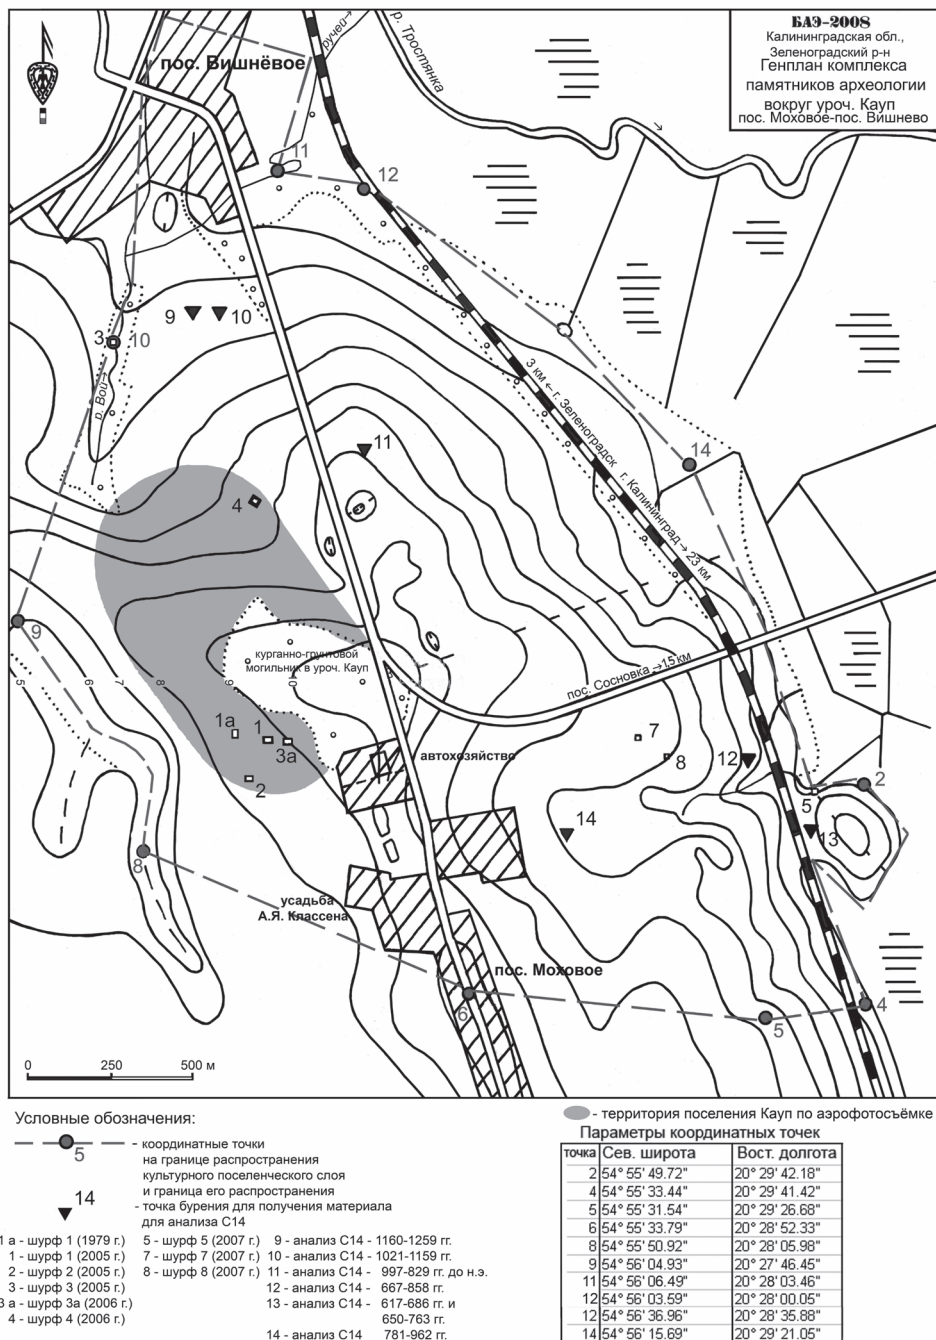 БАЭ-2008
Калининградская обл.,
Зеленоградский р-н
Генплан комплекса
памятников археологии
вокруг уроч. Кауп
пос. Моховое-пос. Вишнево
пос. Вишнёвое
ручей→
р. Тростянка
→
11
12
9
10
3
10
р. Вой→
3 км ← г. Зеленоградск
г. Калининград → 23 км
11
14
4
9
курганно-грунтовой
могильник в уроч. Кауп
5
6
7
8
9
10
пос. Сосновка →15 км
1а
1
3а
2
автохозяйство
7
8
12
2
5
14
13
8
усадьба
А.Я. Классена
пос. Моховое
6
5
4
0 250 500 м
Условные обозначения:
5
- координатные точки
на границе распространения
культурного поселенческого слоя
и граница его распространения
14
- точка бурения для получения материала
для анализа С14
1 а - шурф 1 (1979 г.) 5 - шурф 5 (2007 г.) 9 - анализ С14 - 1160-1259 гг.
1 - шурф 1 (2005 г.) 7 - шурф 7 (2007 г.) 10 - анализ С14 - 1021-1159 гг.
2 - шурф 2 (2005 г.) 8 - шурф 8 (2007 г.) 11 - анализ С14 - 997-829 гг. до н.э.
3 - шурф 3 (2005 г.) 12 - анализ С14 - 667-858 гг.
3 а - шурф 3а (2006 г.) 13 - анализ С14 - 617-686 гг. и
4 - шурф 4 (2006 г.) 650-763 гг.
14 - анализ С14 781-962 гг.
- территория поселения Кауп по аэрофотосъёмке
Параметры координатных точек
точка Сев. широта Вост. долгота
2 54° 55' 49.72" 20° 29' 42.18"
4 54° 55' 33.44" 20° 29' 41.42"
5 54° 55' 31.54" 20° 29' 26.68"
6 54° 55' 33.79" 20° 28' 52.33"
8 54° 55' 50.92" 20° 28' 05.98"
9 54° 56' 04.93" 20° 27' 46.45"
11 54° 56' 06.49" 20° 28' 03.46"
12 54° 56' 03.59" 20° 28' 00.05"
12 54° 56' 36.96" 20° 28' 35.88"
14 54° 56' 15.69" 20° 29' 21.05"